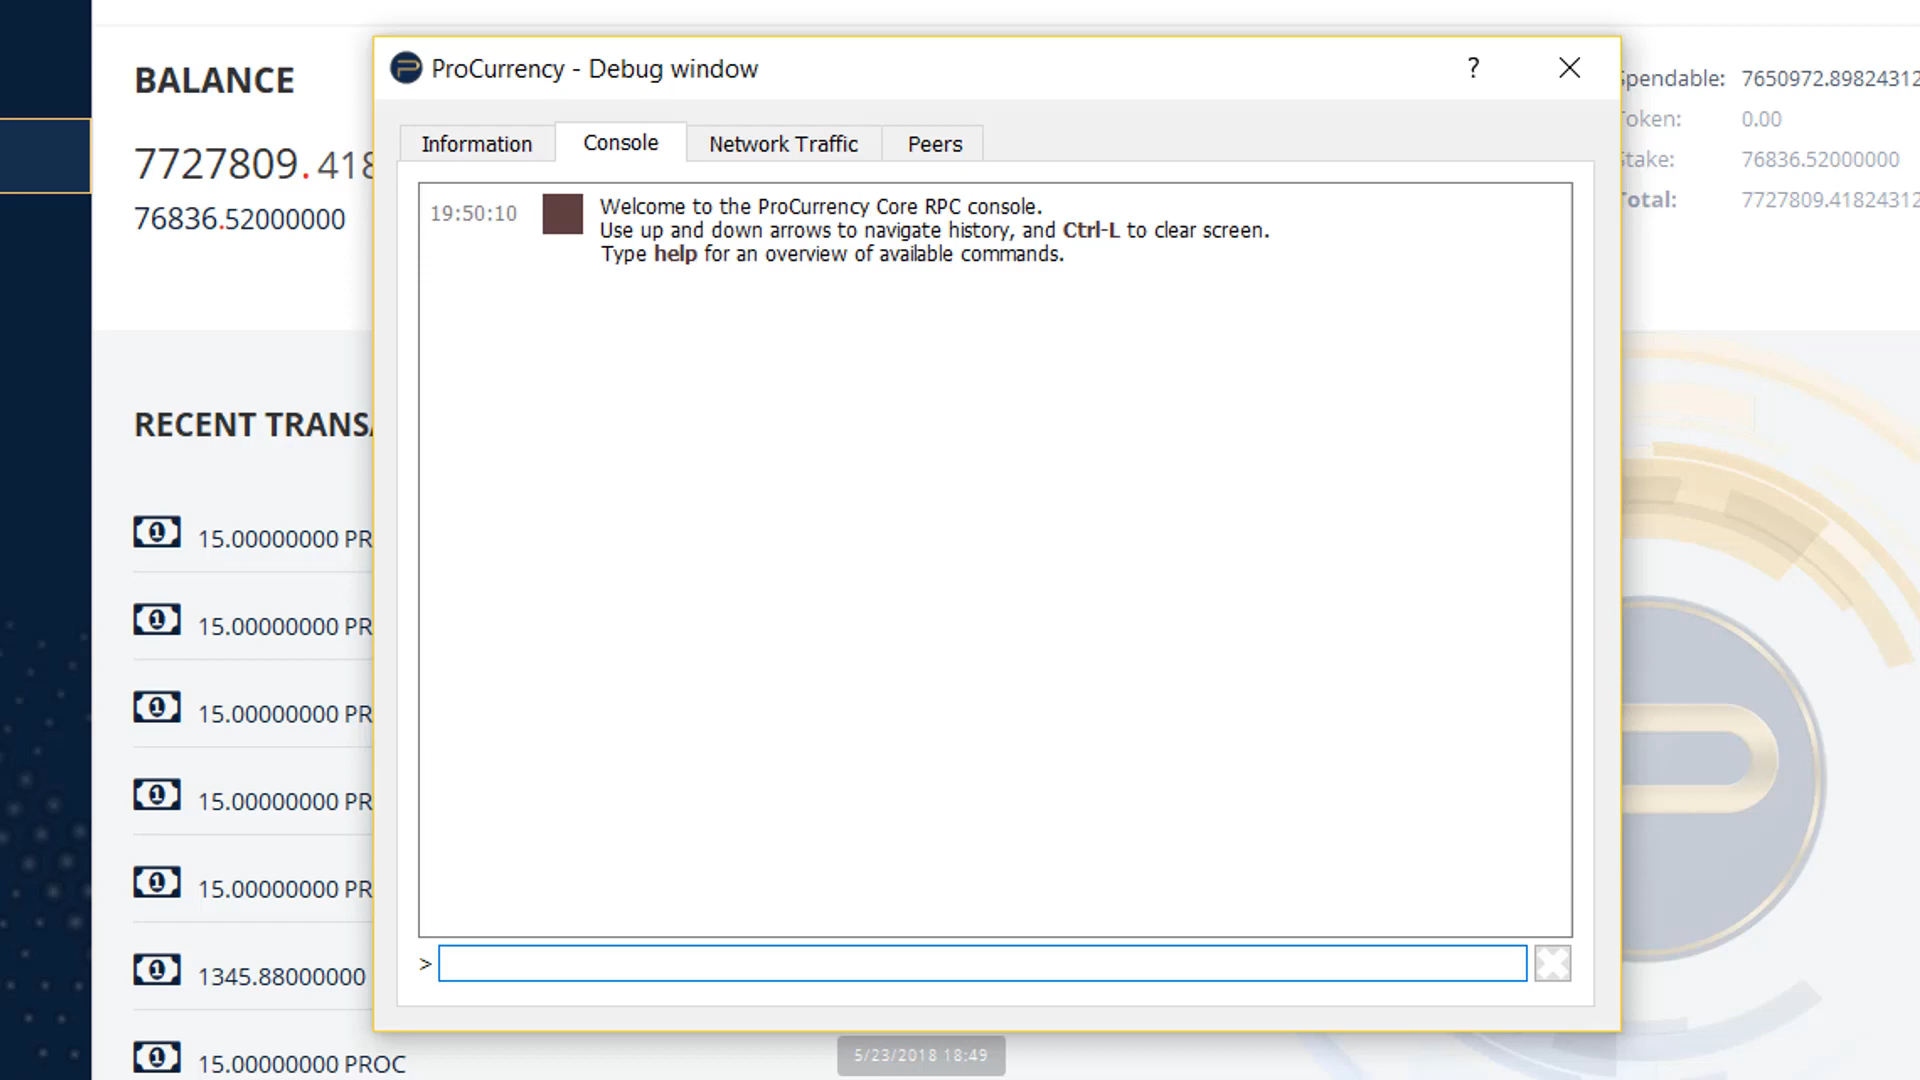 BALANCE
7727809.418
76836.52000000
ProCurrency - Debug window
?
Information
Console
Network Traffic
Peers
19:50:10
Welcome to the ProCurrency Core RPC console.
Use up and down arrows to navigate history, and Ctrl-L to clear screen.
Type help for an overview of available commands.
>
pendable: 7650972.89824312
oken: 0.00
take: 76836.52000000
otal: 7727809.41824312
RECENT TRANS
15.00000000 PR
15.00000000 PR
15.00000000 PR
15.00000000 PR
15.00000000 PR
1345.88000000
15.00000000 PROC
5/23/2018 18:49